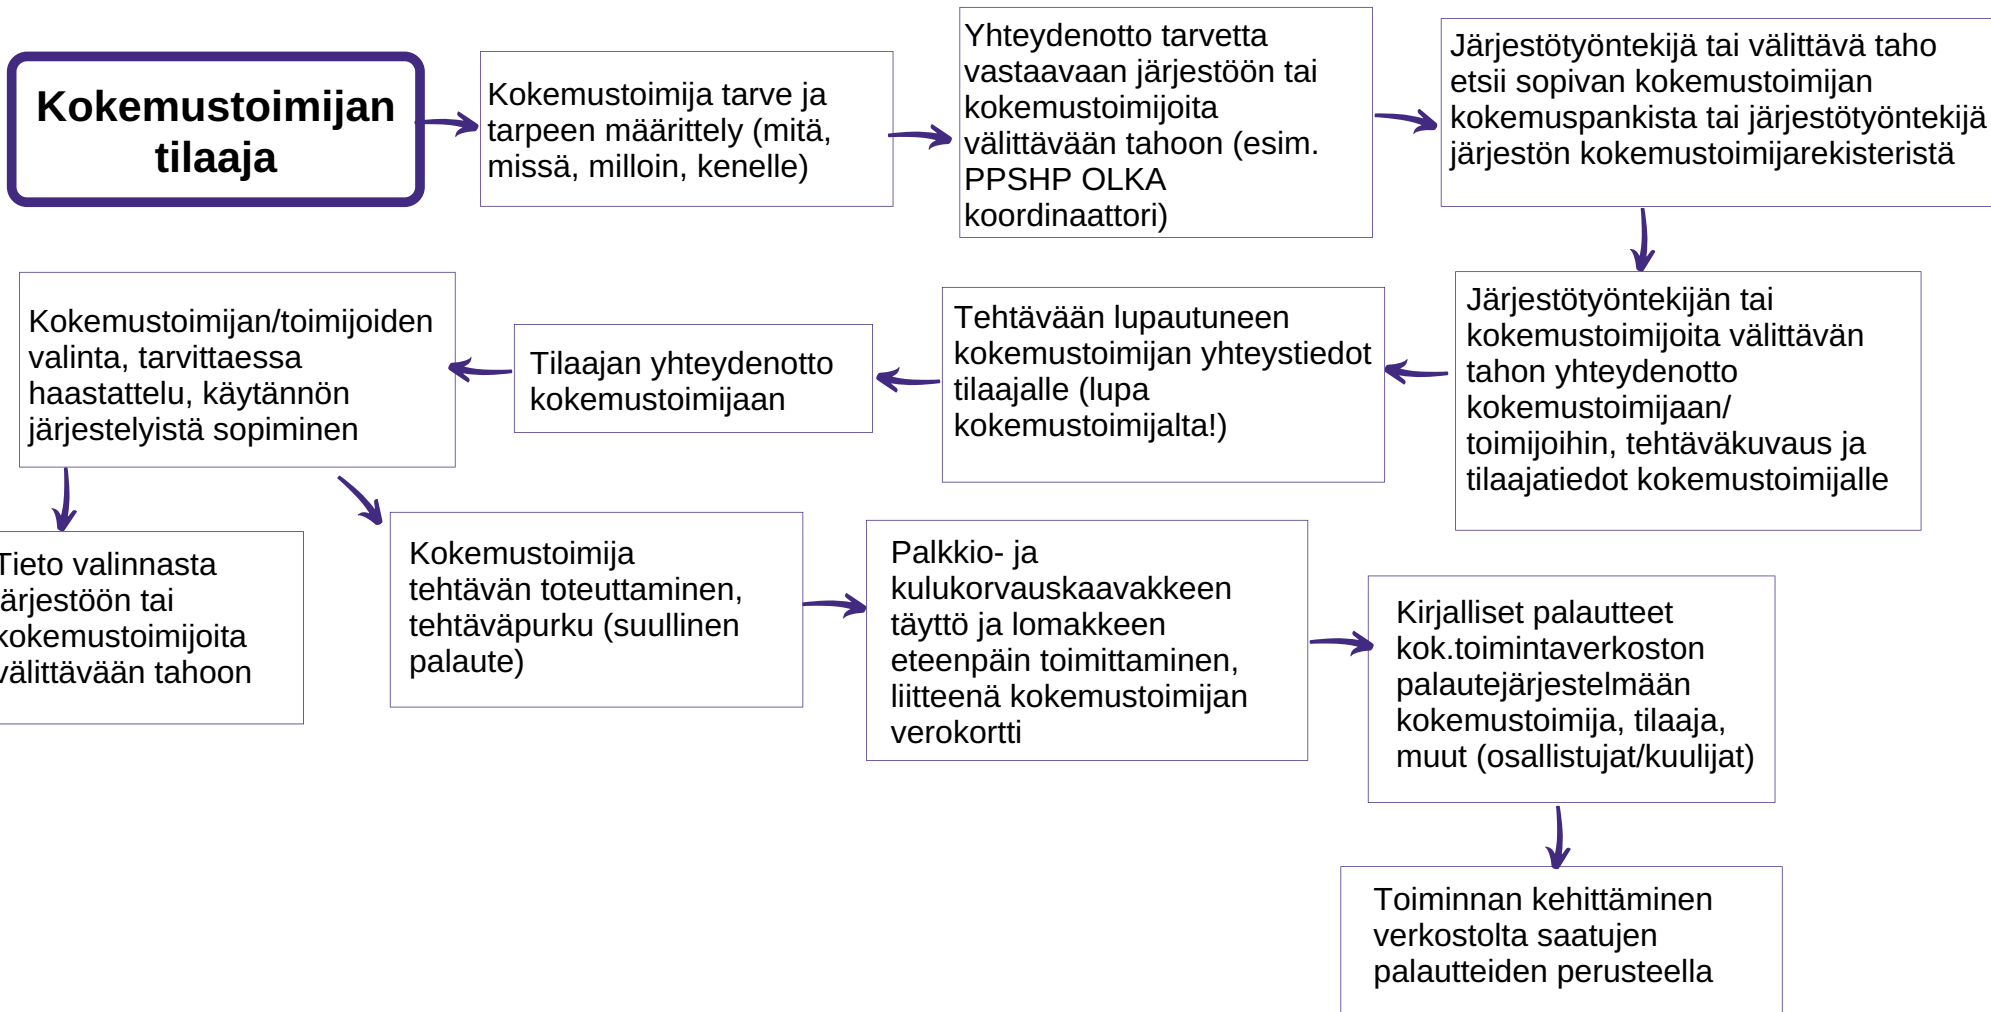 Kokemustoimijan
tilaaja
Kokemustoimija tarve ja
tarpeen määrittely (mitä,
missä, milloin, kenelle)
Yhteydenotto tarvetta
vastaavaan järjestöön tai
kokemustoimijoita
välittävään tahoon (esim.
PPSHP OLKA
koordinaattori)
Järjestötyöntekijä tai välittävä taho
etsii sopivan kokemustoimijan
kokemuspankista tai järjestötyöntekijä
järjestön kokemustoimijarekisteristä
Järjestötyöntekijän tai
kokemustoimijoita välittävän
tahon yhteydenotto
kokemustoimijaan/
toimijoihin, tehtäväkuvaus ja
tilaajatiedot kokemustoimijalle
Tehtävään lupautuneen
kokemustoimijan yhteystiedot
tilaajalle (lupa
kokemustoimijalta!)
Tilaajan yhteydenotto
kokemustoimijaan
Kokemustoimijan/toimijoiden
valinta, tarvittaessa
haastattelu, käytännön
järjestelyistä sopiminen
Tieto valinnasta
järjestöön tai
kokemustoimijoita
välittävään tahoon
Kokemustoimija
tehtävän toteuttaminen,
tehtäväpurku (suullinen
palaute)
Palkkio- ja
kulukorvauskaavakkeen
täyttö ja lomakkeen
eteenpäin toimittaminen,
liitteenä kokemustoimijan
verokortti
Kirjalliset palautteet
kok.toimintaverkoston
palautejärjestelmään
kokemustoimija, tilaaja,
muut (osallistujat/kuulijat)
Toiminnan kehittäminen
verkostolta saatujen
palautteiden perusteella